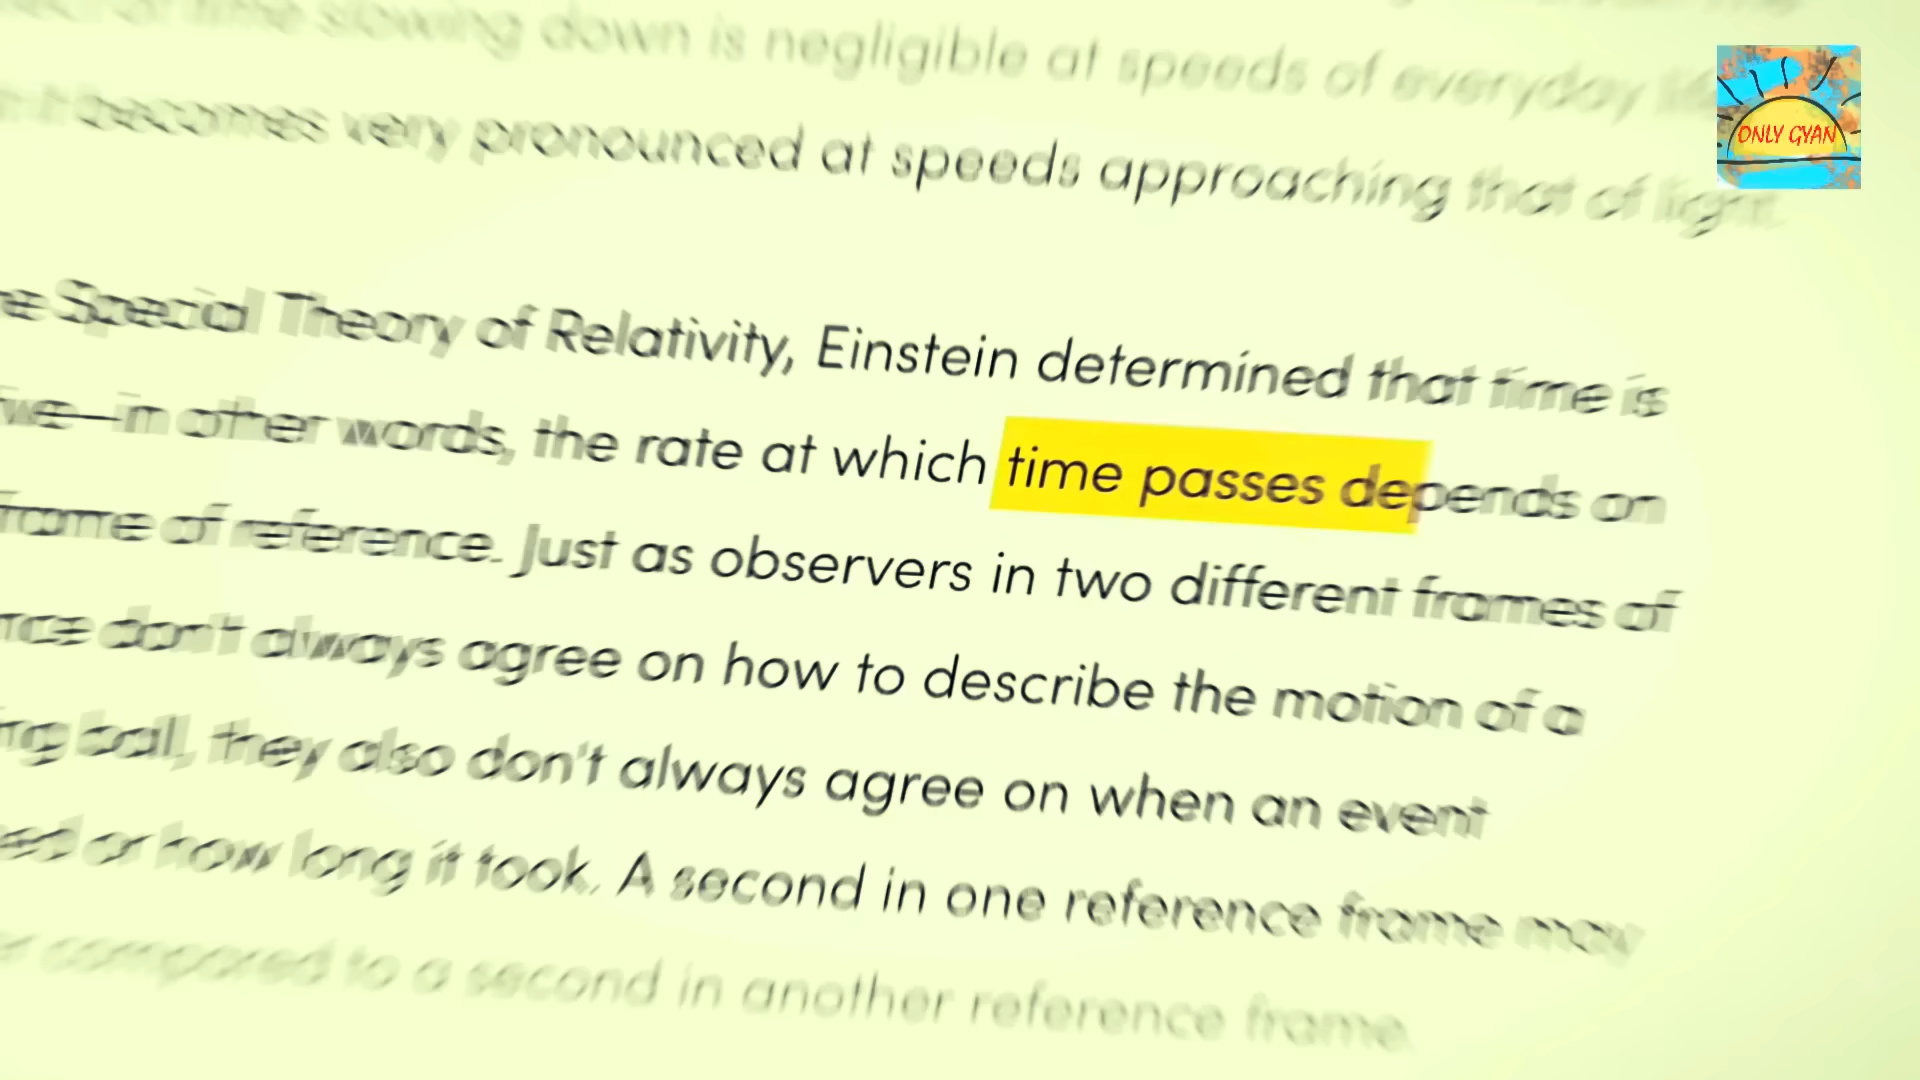 time slowing down is negligible at speeds of everyday
it becomes very pronounced at speeds approaching that of light.
Special Theory of Relativity, Einstein determined that time is
in other words, the rate at which time passes depends on
frame of reference. Just as observers in two different frames of
don't always agree on how to describe the motion of a
ball, they also don't always agree on when an event
or how long it took. A second in one reference frame may
compared to a second in another reference frame.
ONLY GYAN